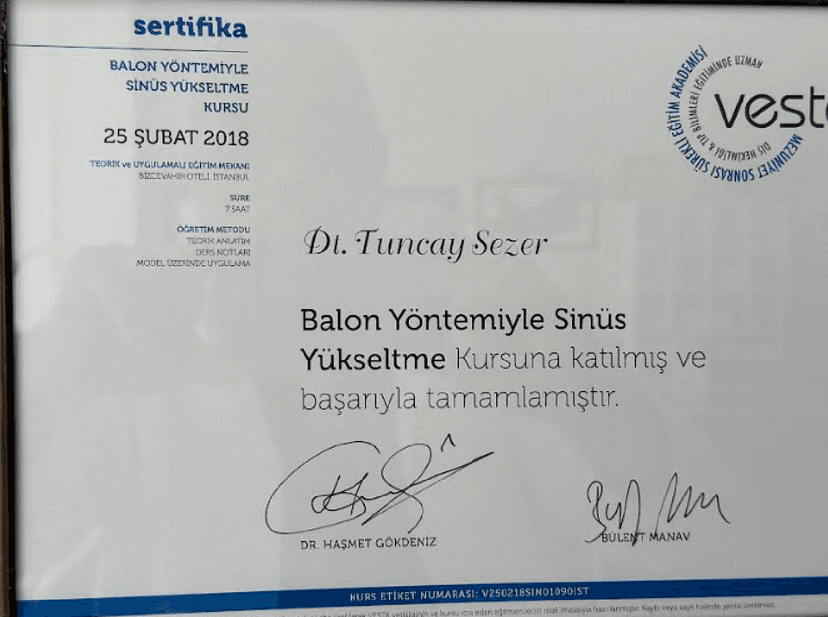 sertifika
BALON YÖNTEMİYLE
SİNÜS YÜKSELTME
KURSU
25 ŞUBAT 2018
TEORİK ve UYGULAMALI EĞİTİM MEKANI
BIZCEVAHIR OTELİ, İSTANBUL
SÜRE
7 SAAT
ÖĞRETİM METODU
TEORİK ANLATIM
DERS NOTLARI
MODEL ÜZERİNDE UYGULAMA
MEZUNİYET SONRASI SÜREKLİ EĞİTİM AKADEMİSİ
DİŞ HEKİMLİĞİ & TIP BİLİMLERİ EĞİTİMİNDE UZMAN
vest
Dt. Tuncay Sezer
Balon Yöntemiyle Sinüs
Yükseltme Kursuna katılmış ve
başarıyla tamamlamıştır.
DR. HAŞMET GÖKDENİZ
BÜLENT MANAV
KURS ETİKET NUMARASI: V250218SIN01090IST